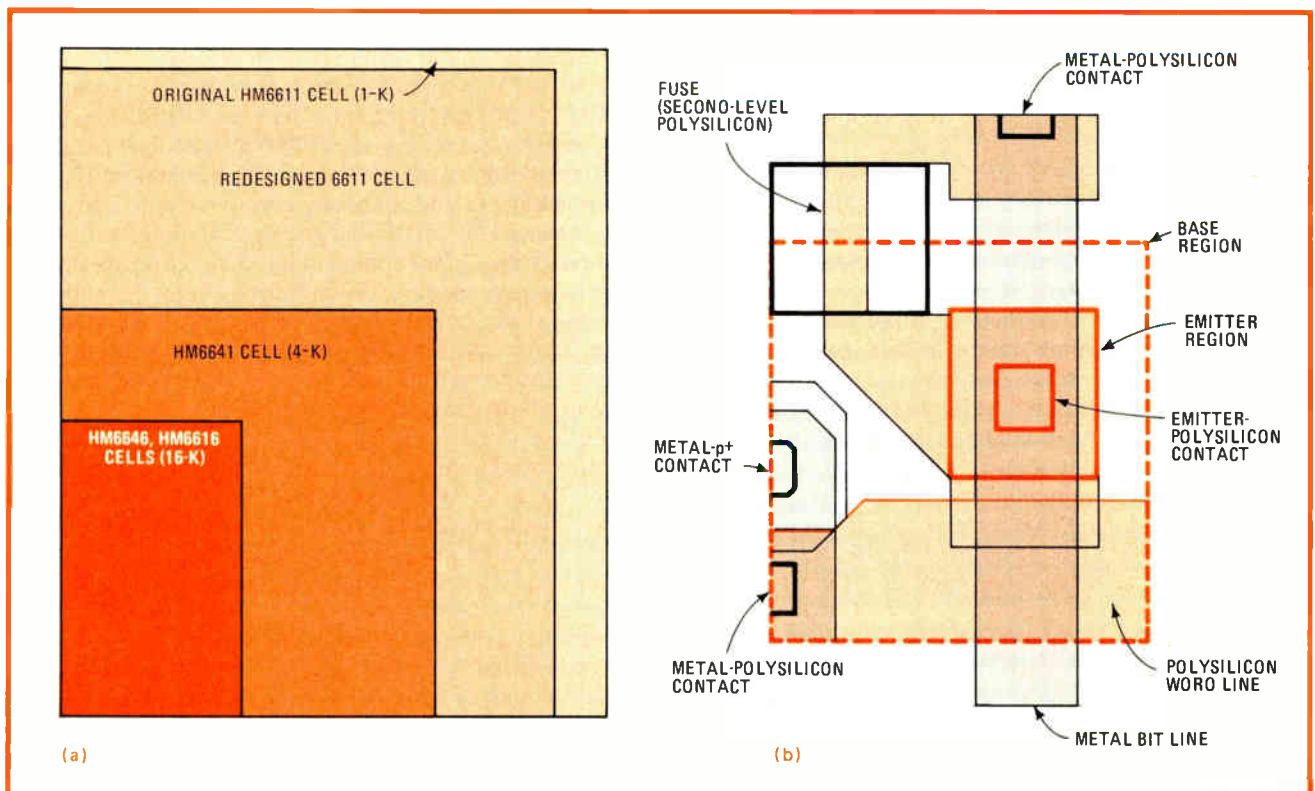 ORIGINAL HM6611 CELL (1-K)
REDESIGNED 6611 CELL
HM6641 CELL (4-K)
HM6646, HM6616
CELLS (16-K)
(a)
METAL-POLYSILICON
CONTACT
FUSE
(SECONO-LEVEL
POLYSILICON)
BASE
REGION
EMITTER
REGION
EMITTER-
POLYSILICON
CONTACT
METAL-p+
CONTACT
METAL-POLYSILICON
CONTACT
POLYSILICON
WORO LINE
METAL BIT LINE
(b)